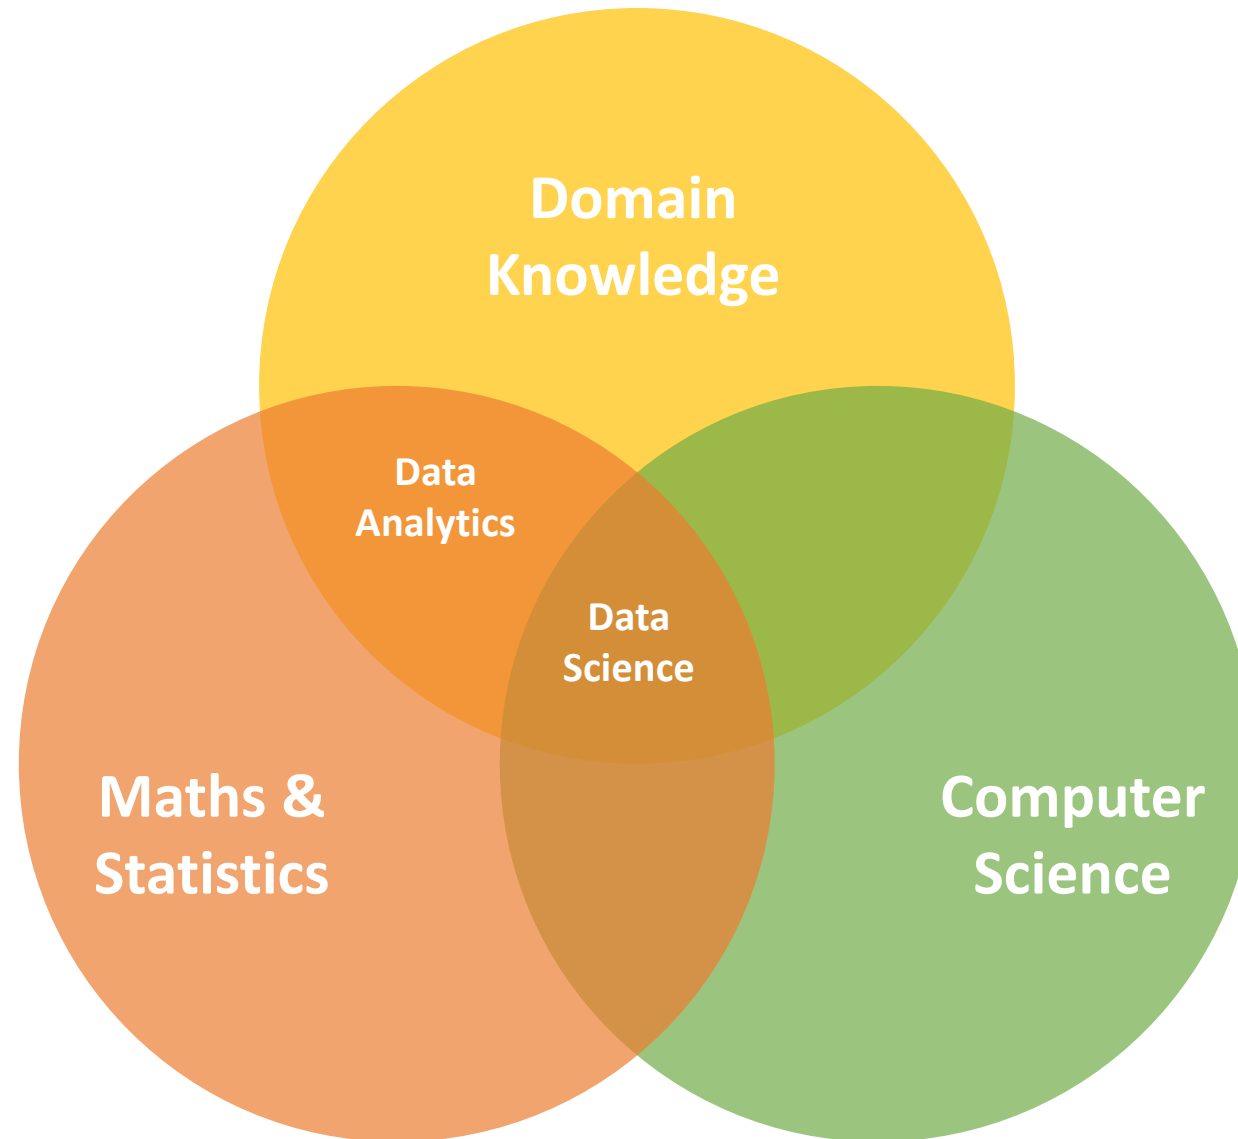 Domain
Knowledge
Data
Analytics
Data
Science
Maths &
Statistics
Computer
Science